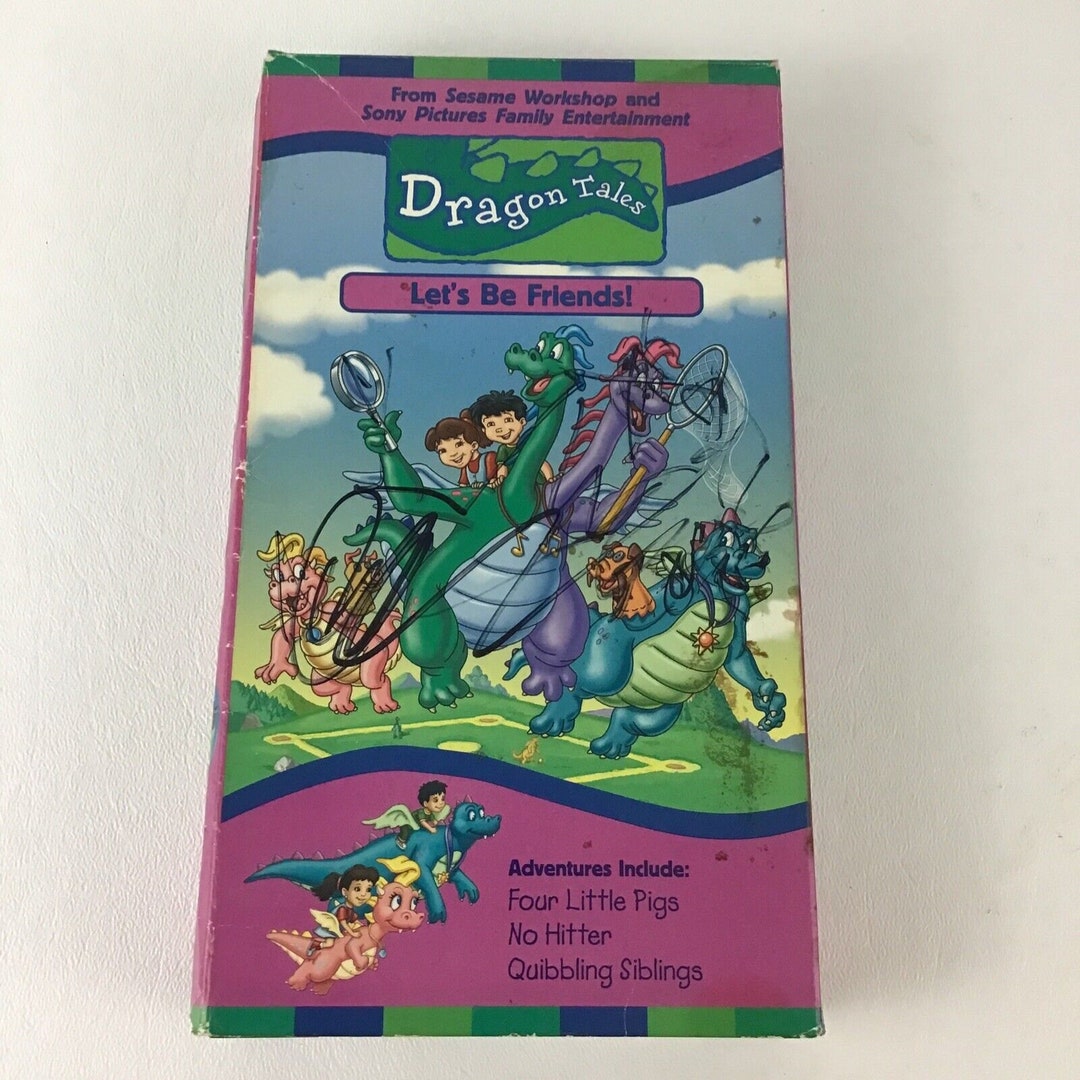 From Sesame Workshop and
Sony Pictures Family Entertainment
Dragon Tales
Let's Be Friends!
Adventures Include:
Four Little Pigs
No Hitter
Quibbling Siblings